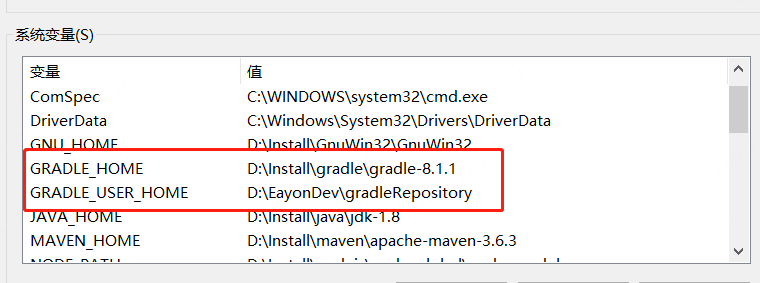 系统变量(S)
变量 值
ComSpec C:\WINDOWS\system32\cmd.exe
DriverData C:\Windows\System32\Drivers\DriverData
GNU_HOME D:\Install\GnuWin32\GnuWin32
GRADLE_HOME D:\Install\gradle\gradle-8.1.1
GRADLE_USER_HOME D:\EayonDev\gradleRepository
JAVA_HOME D:\Install\java\jdk-1.8
MAVEN_HOME D:\Install\maven\apache-maven-3.6.3
NODE_PATH